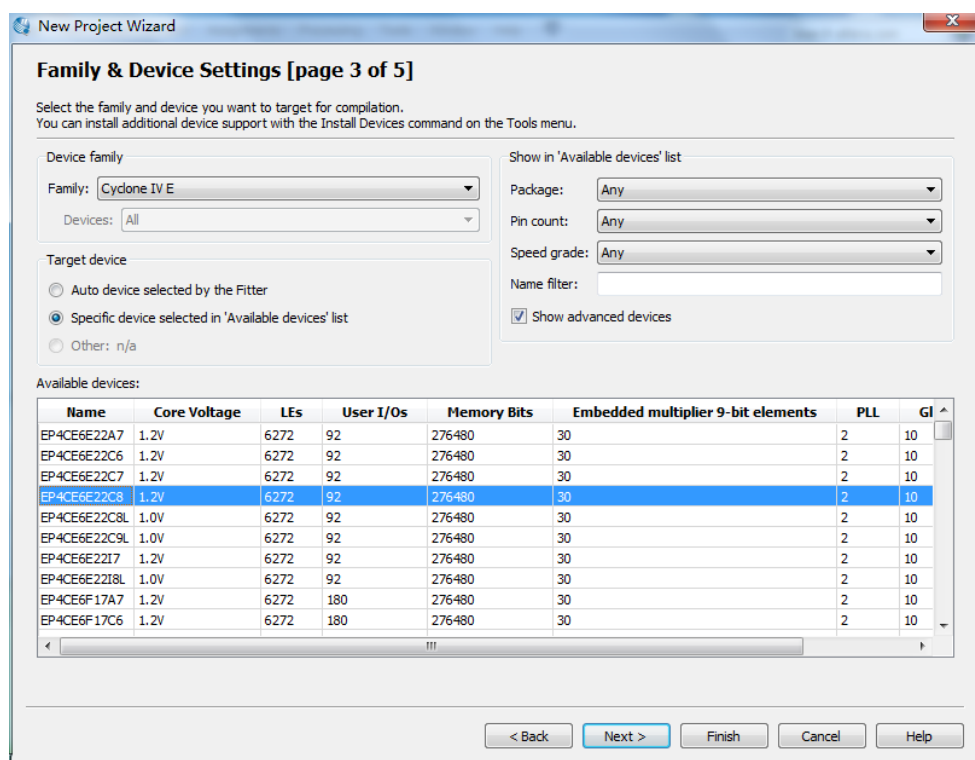 New Project Wizard
Family & Device Settings [page 3 of 5]
Select the family and device you want to target for compilation.
You can install additional device support with the Install Devices command on the Tools menu.
Device family
Family: Cyclone IV E
Devices: All
Target device
Auto device selected by the Fitter
Specific device selected in 'Available devices' list
Other: n/a
Show in 'Available devices' list
Package: Any
Pin count: Any
Speed grade: Any
Name filter:
Show advanced devices
Available devices:
Name Core Voltage LEs User I/Os Memory Bits Embedded multiplier 9-bit elements PLL Gl
EP4CE6E22A7 1.2V 6272 92 276480 30 2 10
EP4CE6E22C6 1.2V 6272 92 276480 30 2 10
EP4CE6E22C7 1.2V 6272 92 276480 30 2 10
EP4CE6E22C8 1.2V 6272 92 276480 30 2 10
EP4CE6E22C8L 1.0V 6272 92 276480 30 2 10
EP4CE6E22C9L 1.0V 6272 92 276480 30 2 10
EP4CE6E22I7 1.2V 6272 92 276480 30 2 10
EP4CE6E22I8L 1.0V 6272 92 276480 30 2 10
EP4CE6F17A7 1.2V 6272 180 276480 30 2 10
EP4CE6F17C6 1.2V 6272 180 276480 30 2 10
< Back Next > Finish Cancel Help